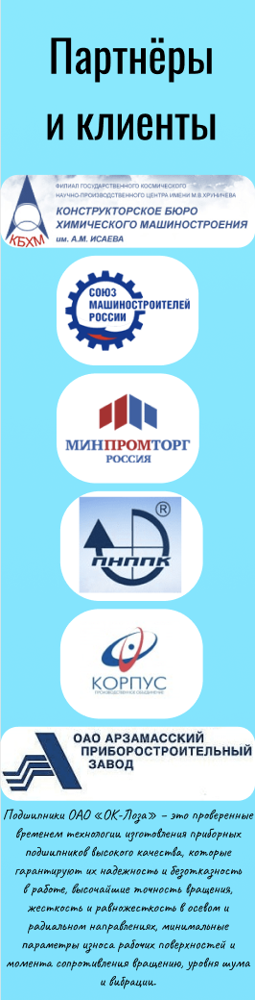 Партнёры
и клиенты
ФИЛИАЛ ГОСУДАРСТВЕННОГО КОСМИЧЕСКОГО
НАУЧНО-ПРОИЗВОДСТВЕННОГО ЦЕНТРА ИМЕНИ М.В.ХРУНИЧЕВА
КОНСТРУКТОРСКОЕ БЮРО
ХИМИЧЕСКОГО МАШИНОСТРОЕНИЯ
им. А.М. ИСАЕВА
КБХМ
СОЮЗ
МАШИНОСТРОИТЕЛЕЙ
РОССИИ
МИНПРОМТОРГ
РОССИЯ
®
ПНППК
КОРПУС
ПРОИЗВОДСТВЕННОЕ ОБЪЕДИНЕНИЕ
ОАО АРЗАМАССКИЙ
ПРИБОРОСТРОИТЕЛЬНЫЙ
ЗАВОД
Подшипники ОАО «ОК-Лоза» – это проверенные
временем технологии изготовления приборных
подшипников высокого качества, которые
гарантируют их надежность и безотказность
в работе, высочайшие точность вращения,
жесткость и равножесткость в осевом и
радиальном направлениях, минимальные
параметры износа рабочих поверхностей и
момента сопротивления вращению, уровня шума
и вибрации.